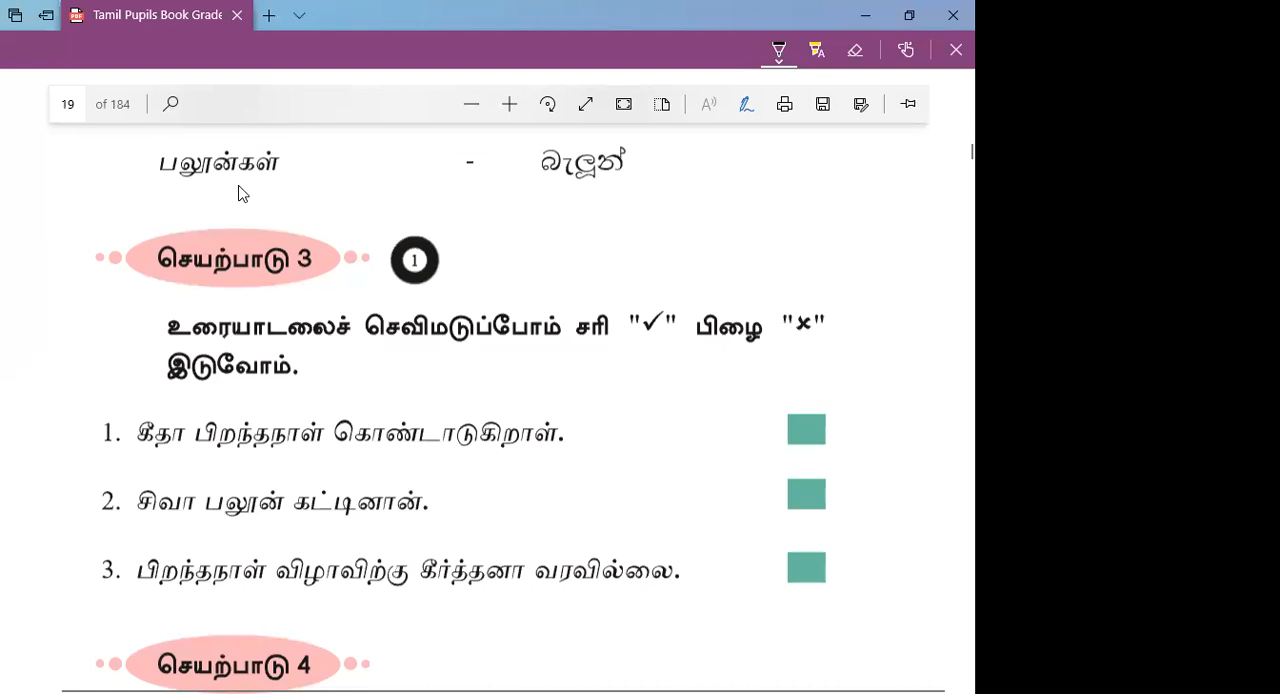 Tamil Pupils Book Grade
19 of 184
பலூன்கள் - බැලූන්
செயற்பாடு 3 1
உரையாடலைச் செவிமடுப்போம் சரி "✓" பிழை "×"
இடுவோம்.
1. கீதா பிறந்தநாள் கொண்டாடுகிறாள்.
2. சிவா பலூன் கட்டினான்.
3. பிறந்தநாள் விழாவிற்கு கீர்த்தனா வரவில்லை.
செயற்பாடு 4